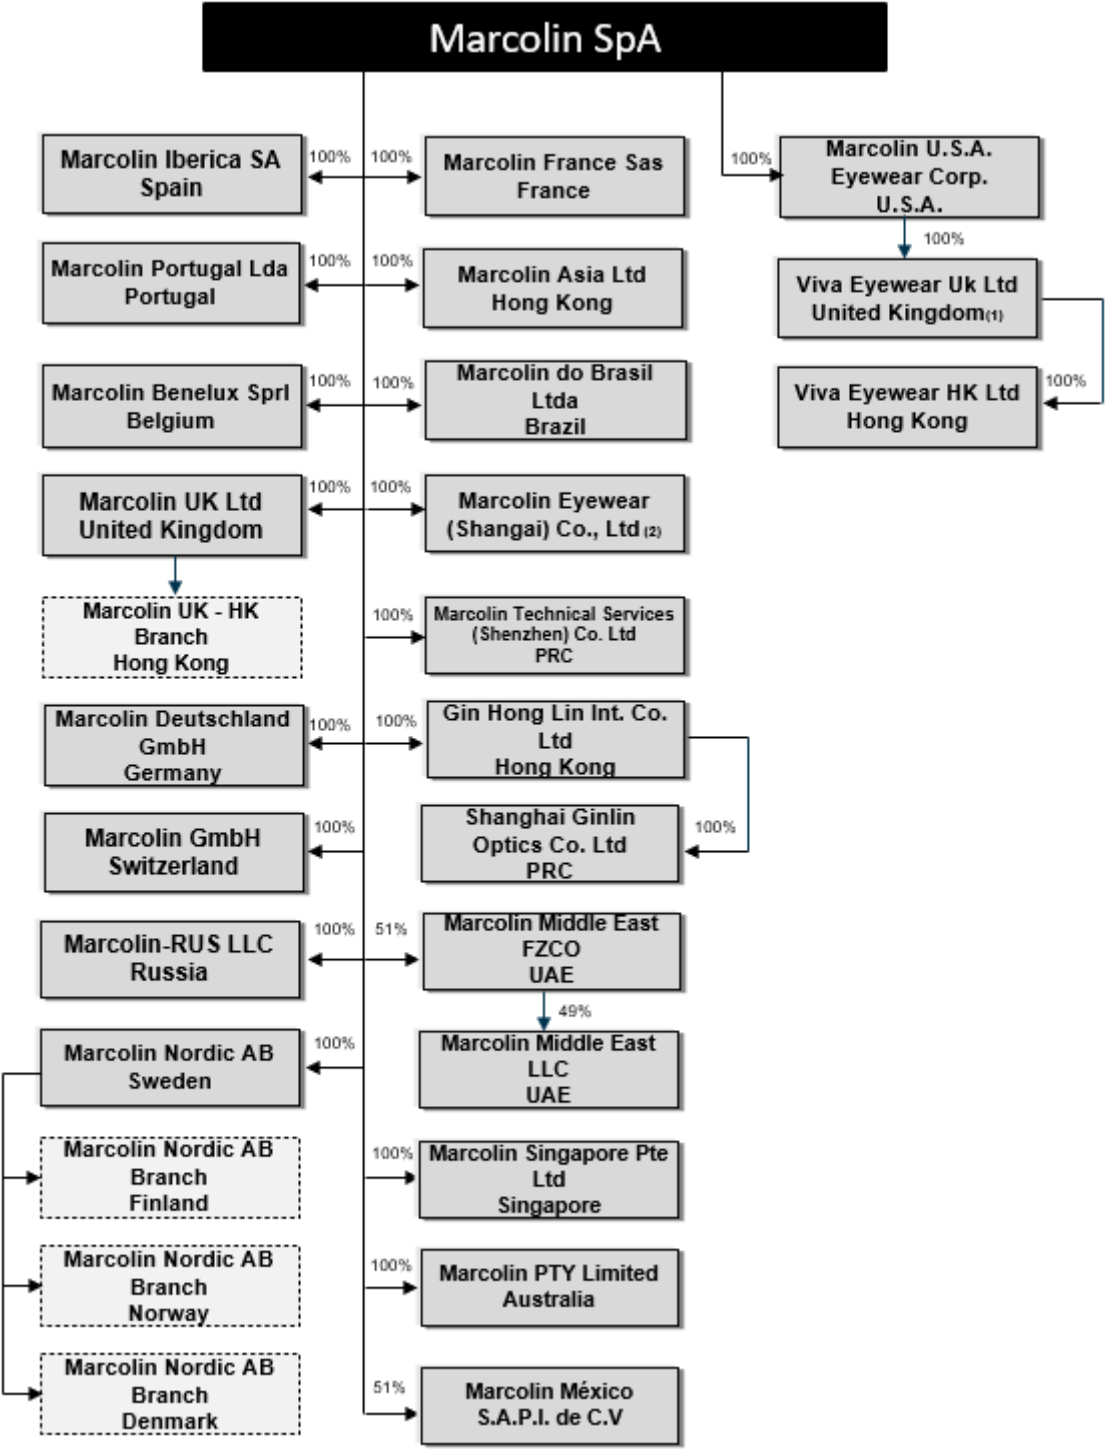 Marcolin SpA
Marcolin Iberica SA
Spain
100%
100%
Marcolin France Sas
France
100%
Marcolin U.S.A.
Eyewear Corp.
U.S.A.
100%
Marcolin Portugal Lda
Portugal
100%
100%
Marcolin Asia Ltd
Hong Kong
Viva Eyewear Uk Ltd
United Kingdom(1)
Marcolin Benelux Sprl
Belgium
100%
100%
Marcolin do Brasil
Ltda
Brazil
Viva Eyewear HK Ltd
Hong Kong
100%
Marcolin UK Ltd
United Kingdom
100%
100%
Marcolin Eyewear
(Shangai) Co., Ltd (2)
Marcolin UK - HK
Branch
Hong Kong
100%
Marcolin Technical Services
(Shenzhen) Co. Ltd
PRC
Marcolin Deutschland
GmbH
Germany
100%
100%
Gin Hong Lin Int. Co.
Ltd
Hong Kong
Marcolin GmbH
Switzerland
100%
Shanghai Ginlin
Optics Co. Ltd
PRC
100%
Marcolin-RUS LLC
Russia
100%
51%
Marcolin Middle East
FZCO
UAE
49%
Marcolin Nordic AB
Sweden
100%
Marcolin Middle East
LLC
UAE
Marcolin Nordic AB
Branch
Finland
100%
Marcolin Singapore Pte
Ltd
Singapore
Marcolin Nordic AB
Branch
Norway
100%
Marcolin PTY Limited
Australia
Marcolin Nordic AB
Branch
Denmark
51%
Marcolin México
S.A.P.I. de C.V